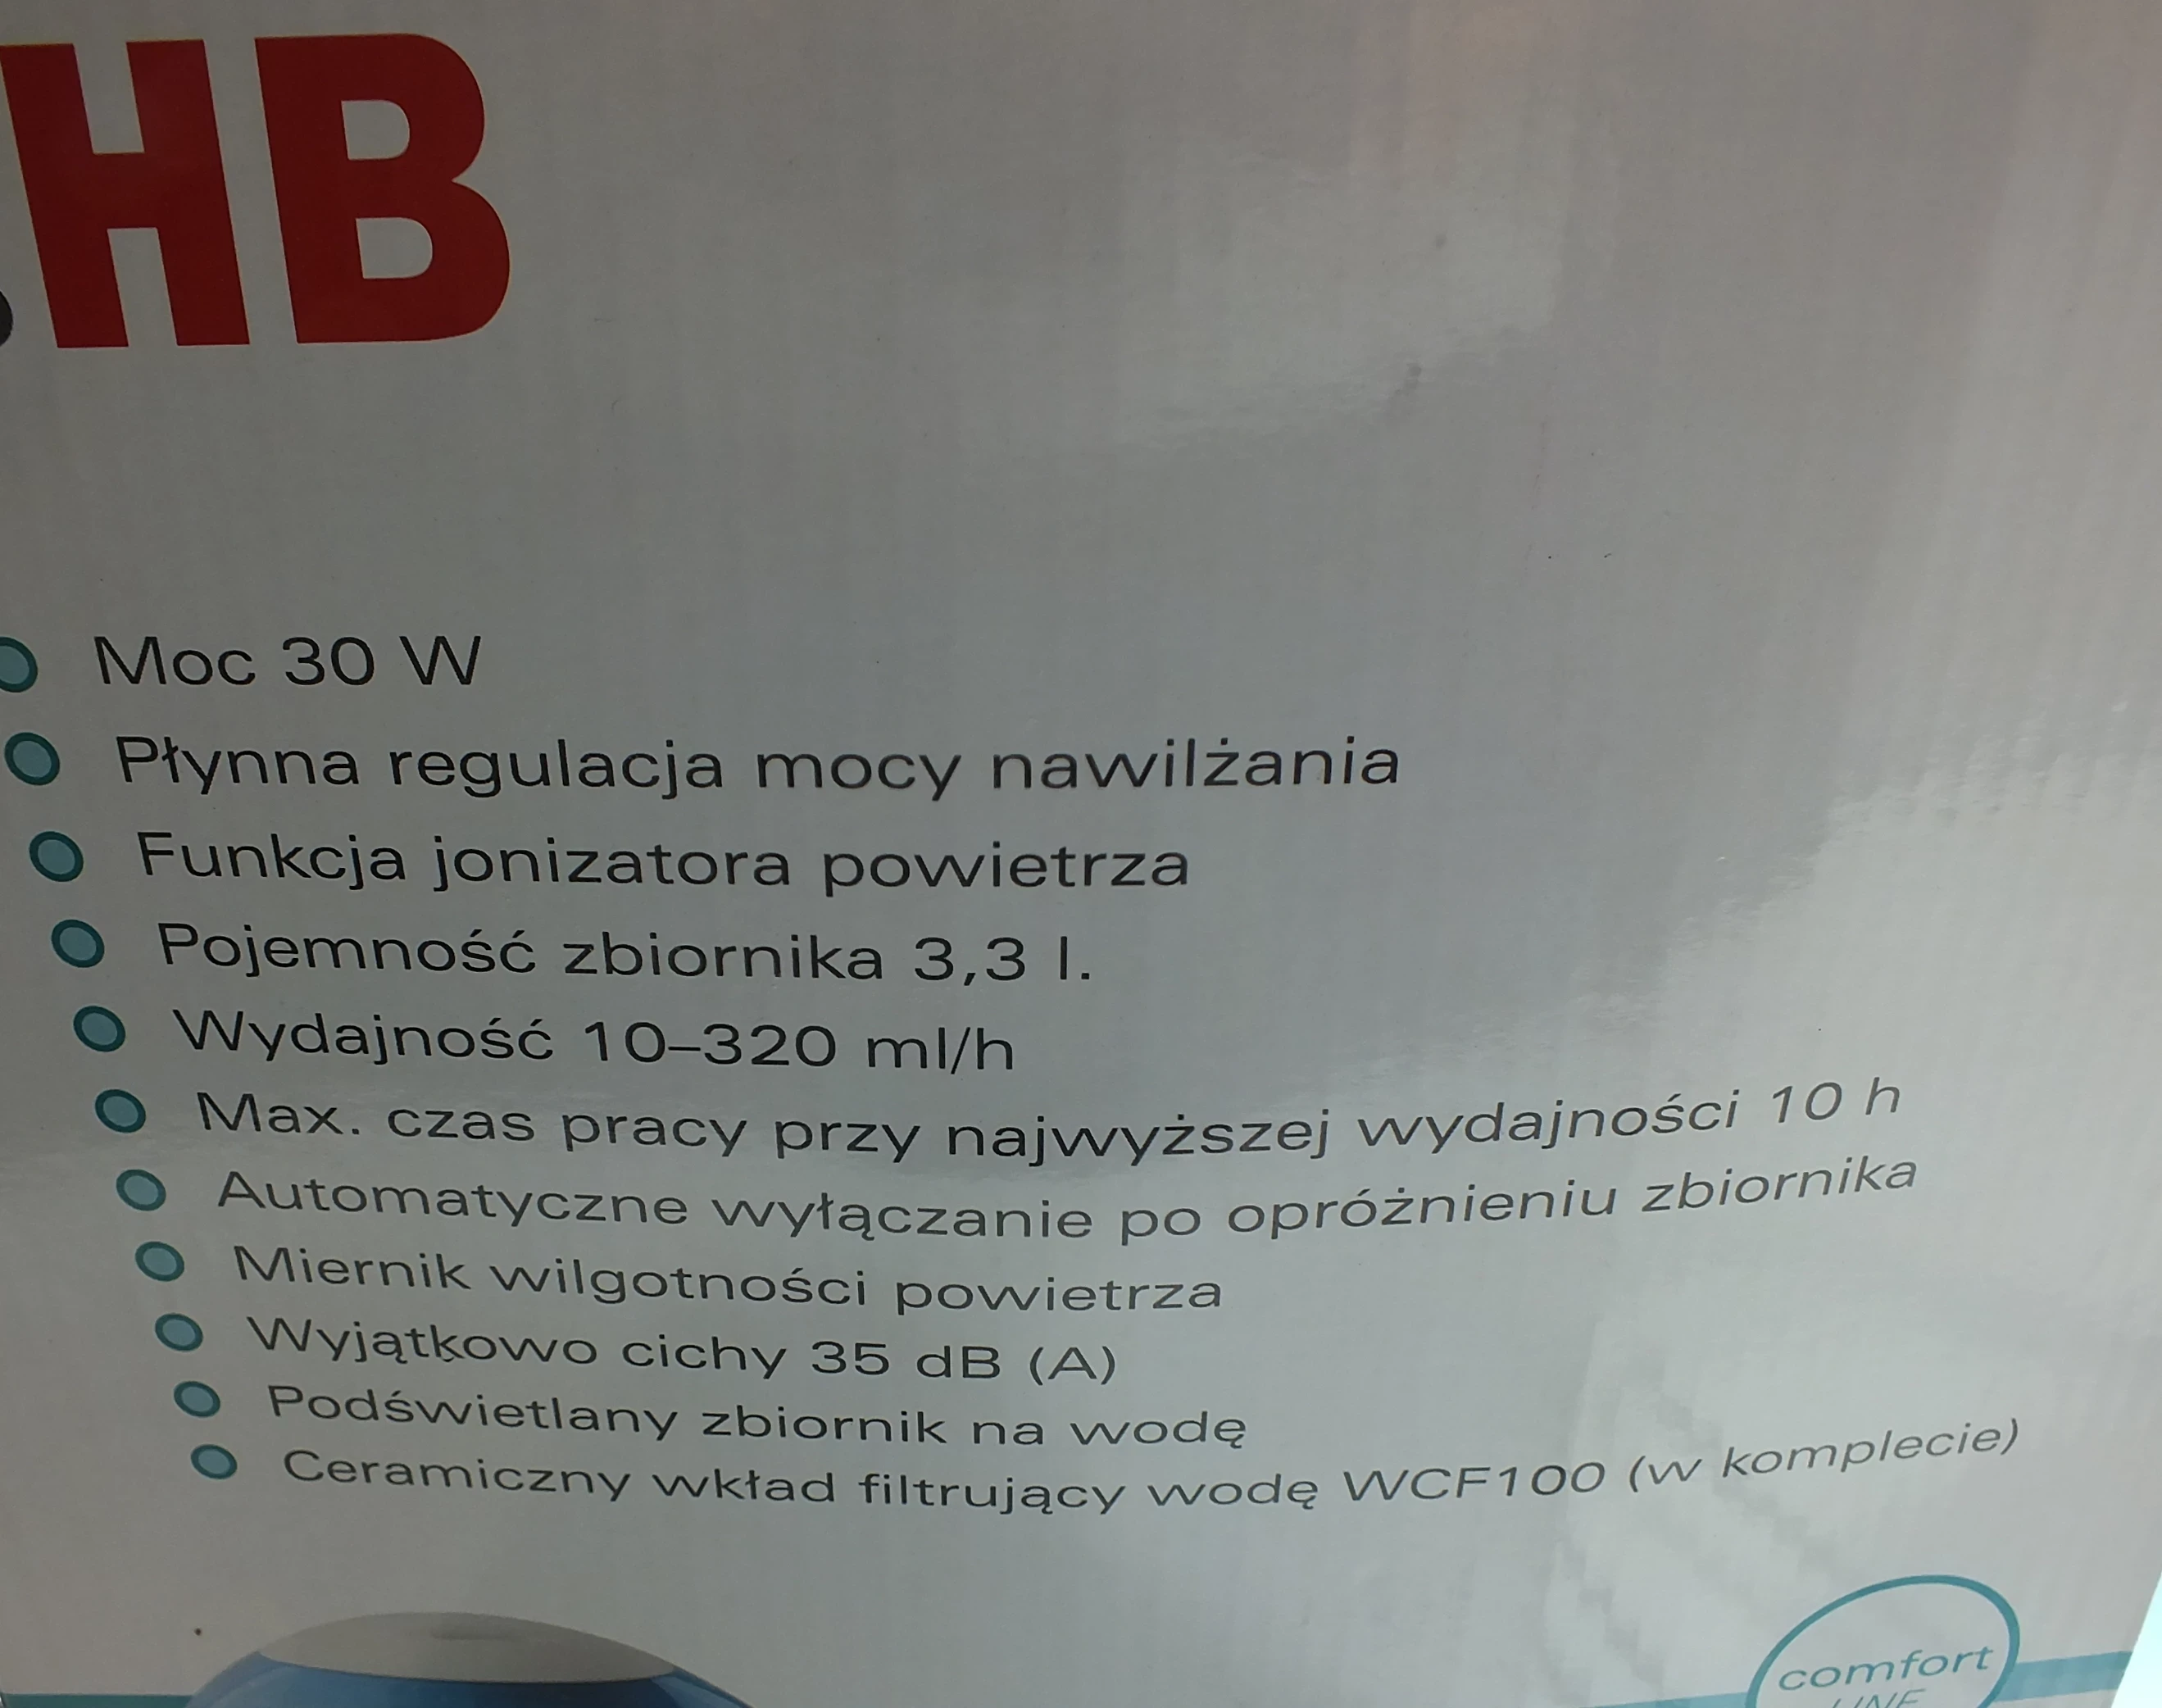 HB
Moc 30 W
Płynna regulacja mocy nawilżania
Funkcja jonizatora powietrza
Pojemność zbiornika 3,3 l.
Wydajność 10–320 ml/h
Max. czas pracy przy najwyższej wydajności 10 h
Automatyczne wyłączanie po opróżnieniu zbiornika
Miernik wilgotności powietrza
Wyjątkowo cichy 35 dB (A)
Podświetlany zbiornik na wodę
Ceramiczny wkład filtrujący wodę WCF100 (w komplecie)
comfort
LINE